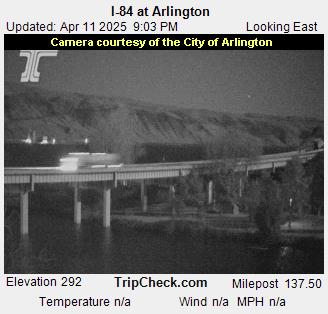 I-84 at Arlington
Updated: Apr 11 2025 9:03 PM Looking East
Camera courtesy of the City of Arlington
Elevation 292 TripCheck.com Milepost 137.50
Temperature n/a Wind n/a MPH n/a